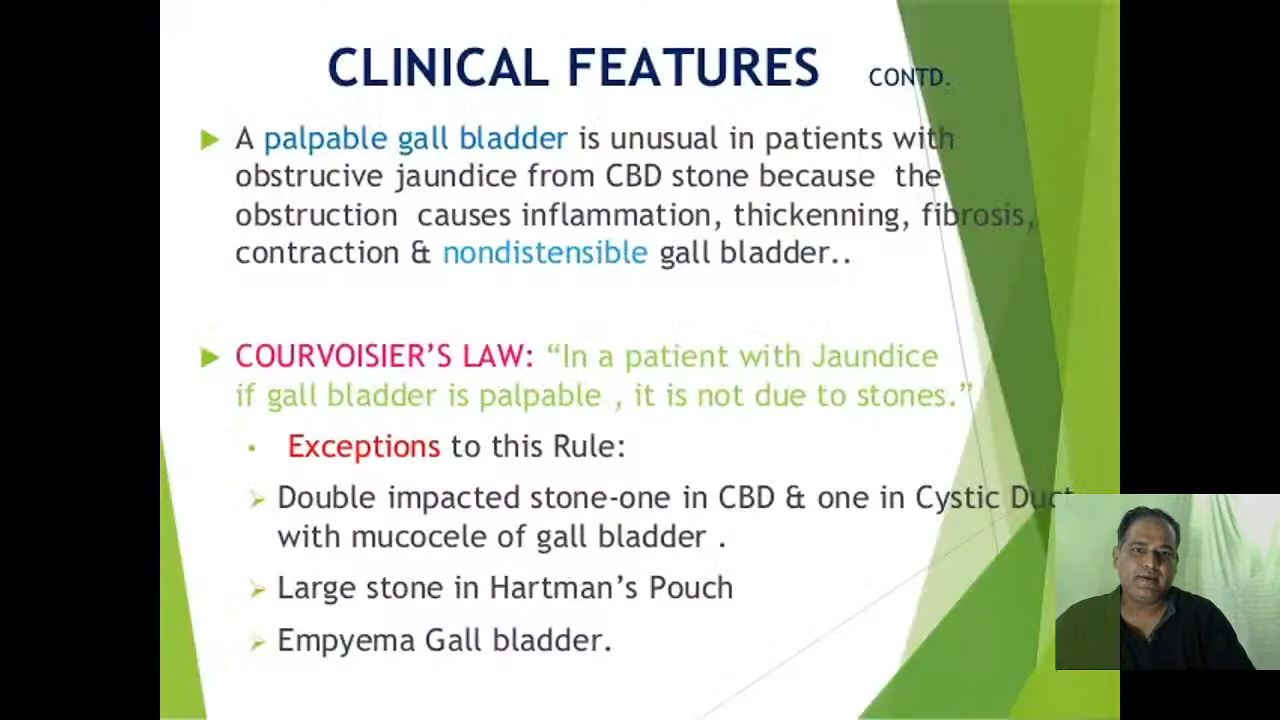 CLINICAL FEATURES CONTD.
A palpable gall bladder is unusual in patients with
obstrucive jaundice from CBD stone because the
obstruction causes inflammation, thickenning, fibrosis,
contraction & nondistensible gall bladder..
COURVOISIER’S LAW: “In a patient with Jaundice
if gall bladder is palpable , it is not due to stones.”
Exceptions to this Rule:
Double impacted stone-one in CBD & one in Cystic Duct
with mucocele of gall bladder .
Large stone in Hartman’s Pouch
Empyema Gall bladder.